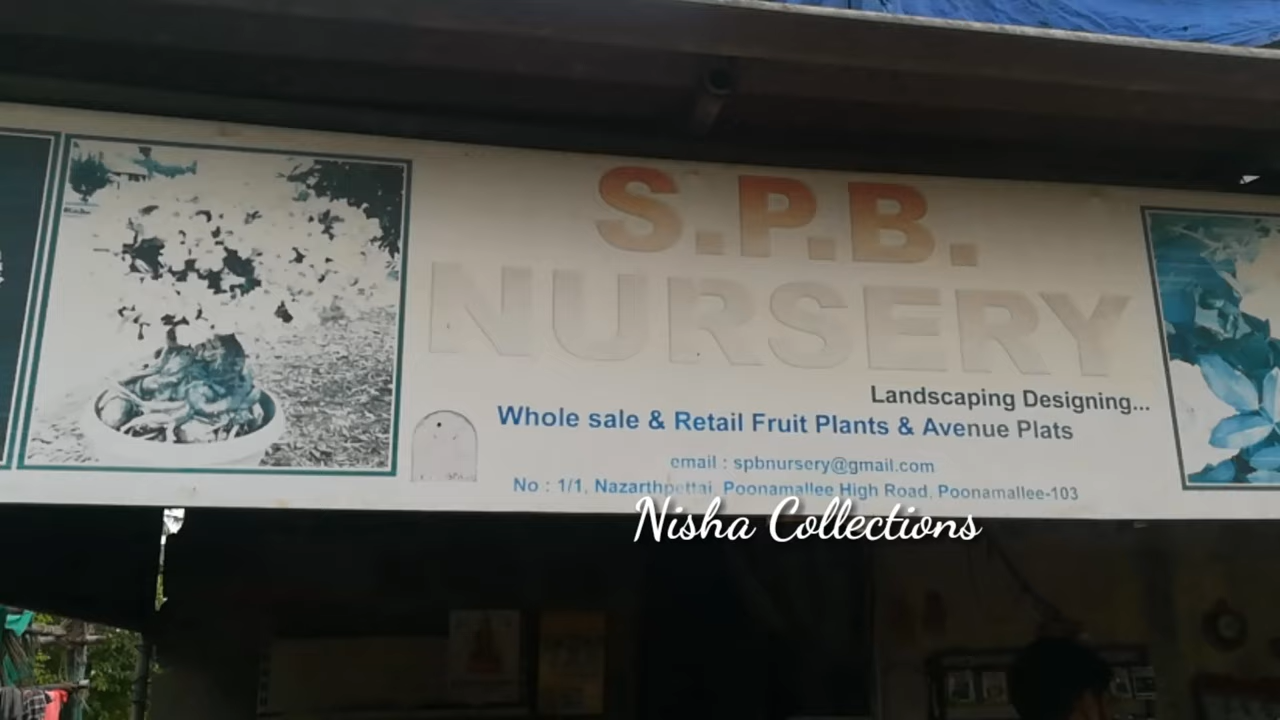 S.P.B.
NURSERY
Landscaping Designing...
Whole sale & Retail Fruit Plants & Avenue Plats
email : spbnursery@gmail.com
No : 1/1, Nazarthpettai, Poonamallee High Road, Poonamallee-103
Nisha Collections